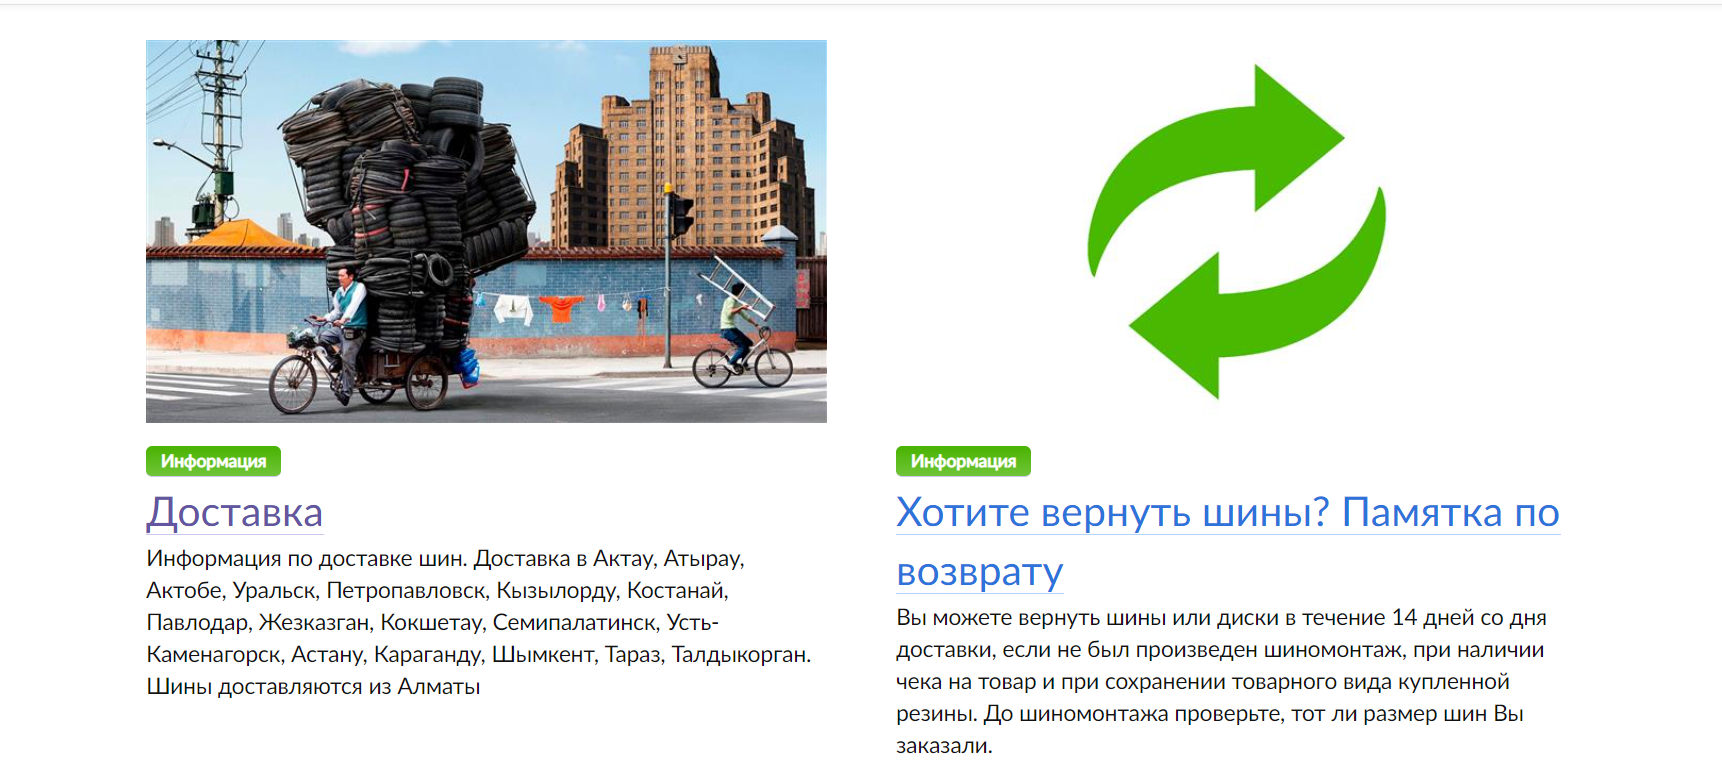 Информация
Доставка
Информация по доставке шин. Доставка в Актау, Атырау,
Актобе, Уральск, Петропавловск, Кызылорду, Костанай,
Павлодар, Жезказган, Кокшетау, Семипалатинск, Усть-
Каменагорск, Астану, Караганду, Шымкент, Тараз, Талдыкорган.
Шины доставляются из Алматы
Информация
Хотите вернуть шины? Памятка по
возврату
Вы можете вернуть шины или диски в течение 14 дней со дня
доставки, если не был произведен шиномонтаж, при наличии
чека на товар и при сохранении товарного вида купленной
резины. До шиномонтажа проверьте, тот ли размер шин Вы
заказали.